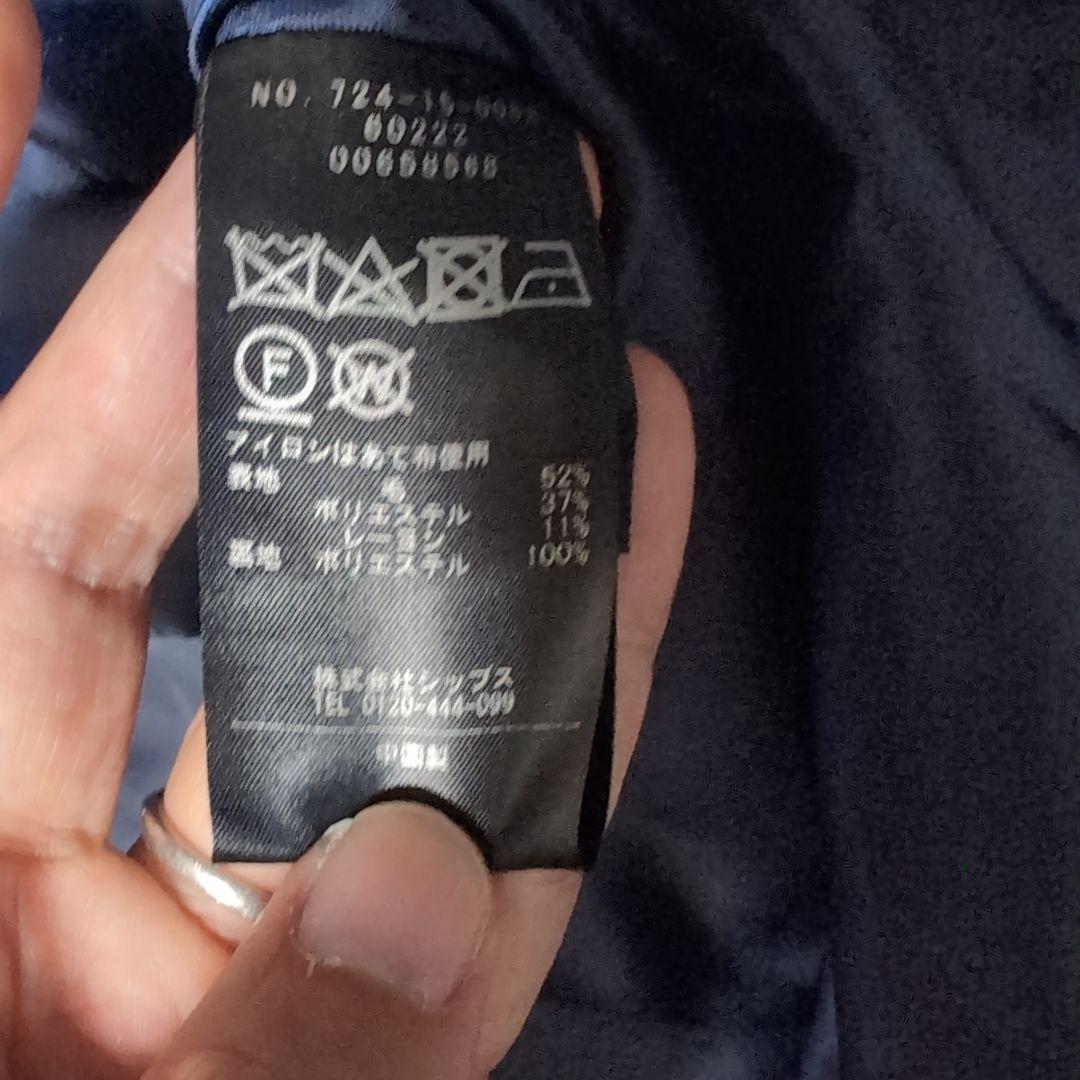 NO. 724-
00222
F
W
アイロンはあて布使用
表地 毛 52%
ポリエステル 37%
レーヨン 11%
裏地 ポリエステル 100%
株式会社シップス
TEL 0120-444-099
中国製